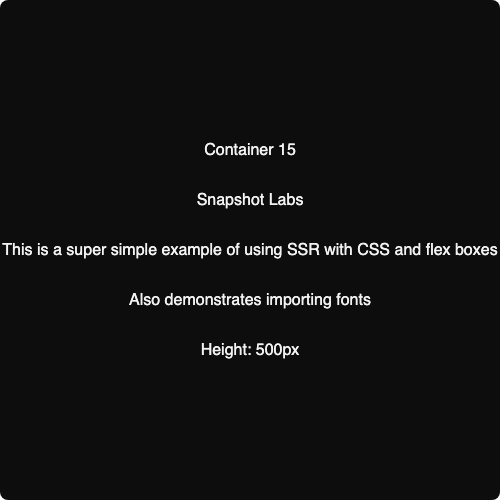 Container 15
Snapshot Labs
This is a super simple example of using SSR with CSS and flex boxes
Also demonstrates importing fonts
Height: 500px